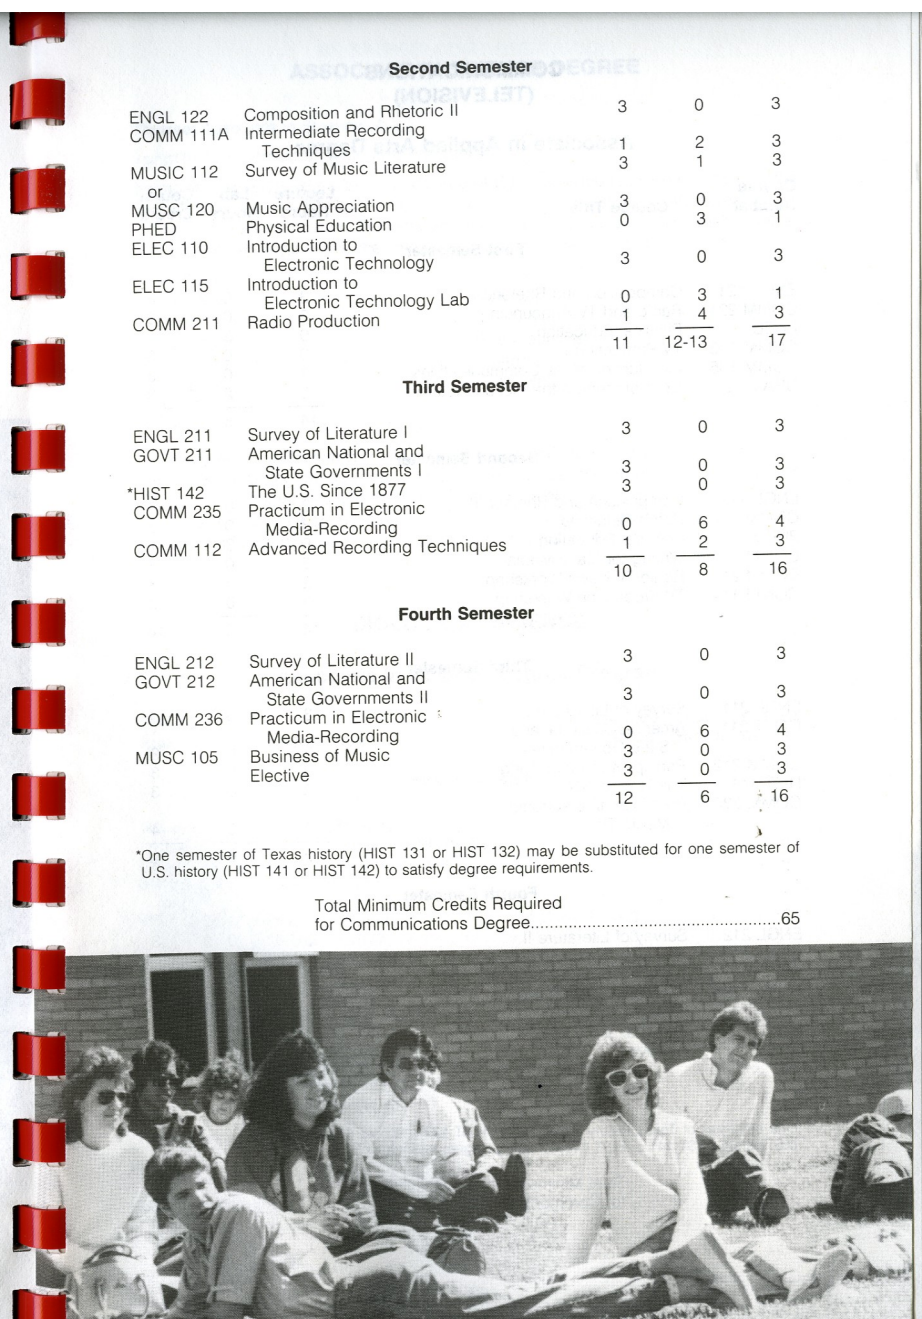 Second Semester
ENGL 122 Composition and Rhetoric II 3 0 3
COMM 111A Intermediate Recording
Techniques 1 2 3
MUSIC 112 Survey of Music Literature 3 1 3
or
MUSC 120 Music Appreciation 3 0 3
PHED Physical Education 0 3 1
ELEC 110 Introduction to
Electronic Technology 3 0 3
ELEC 115 Introduction to
Electronic Technology Lab 0 3 1
COMM 211 Radio Production 1 4 3
11 12-13 17
Third Semester
ENGL 211 Survey of Literature I 3 0 3
GOVT 211 American National and
State Governments I 3 0 3
*HIST 142 The U.S. Since 1877 3 0 3
COMM 235 Practicum in Electronic
Media-Recording 0 6 4
COMM 112 Advanced Recording Techniques 1 2 3
10 8 16
Fourth Semester
ENGL 212 Survey of Literature II 3 0 3
GOVT 212 American National and
State Governments II 3 0 3
COMM 236 Practicum in Electronic
Media-Recording 0 6 4
MUSC 105 Business of Music 3 0 3
Elective 3 0 3
12 6 16
*One semester of Texas history (HIST 131 or HIST 132) may be substituted for one semester of
U.S. history (HIST 141 or HIST 142) to satisfy degree requirements.
Total Minimum Credits Required
for Communications Degree.................................................65